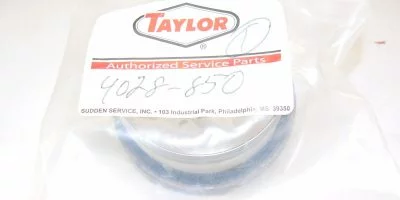 TAYLOR
®
Authorized Service Parts
4028-850
SUDDEN SERVICE, INC. • 103 Industrial Park, Philadelphia, MS 39350